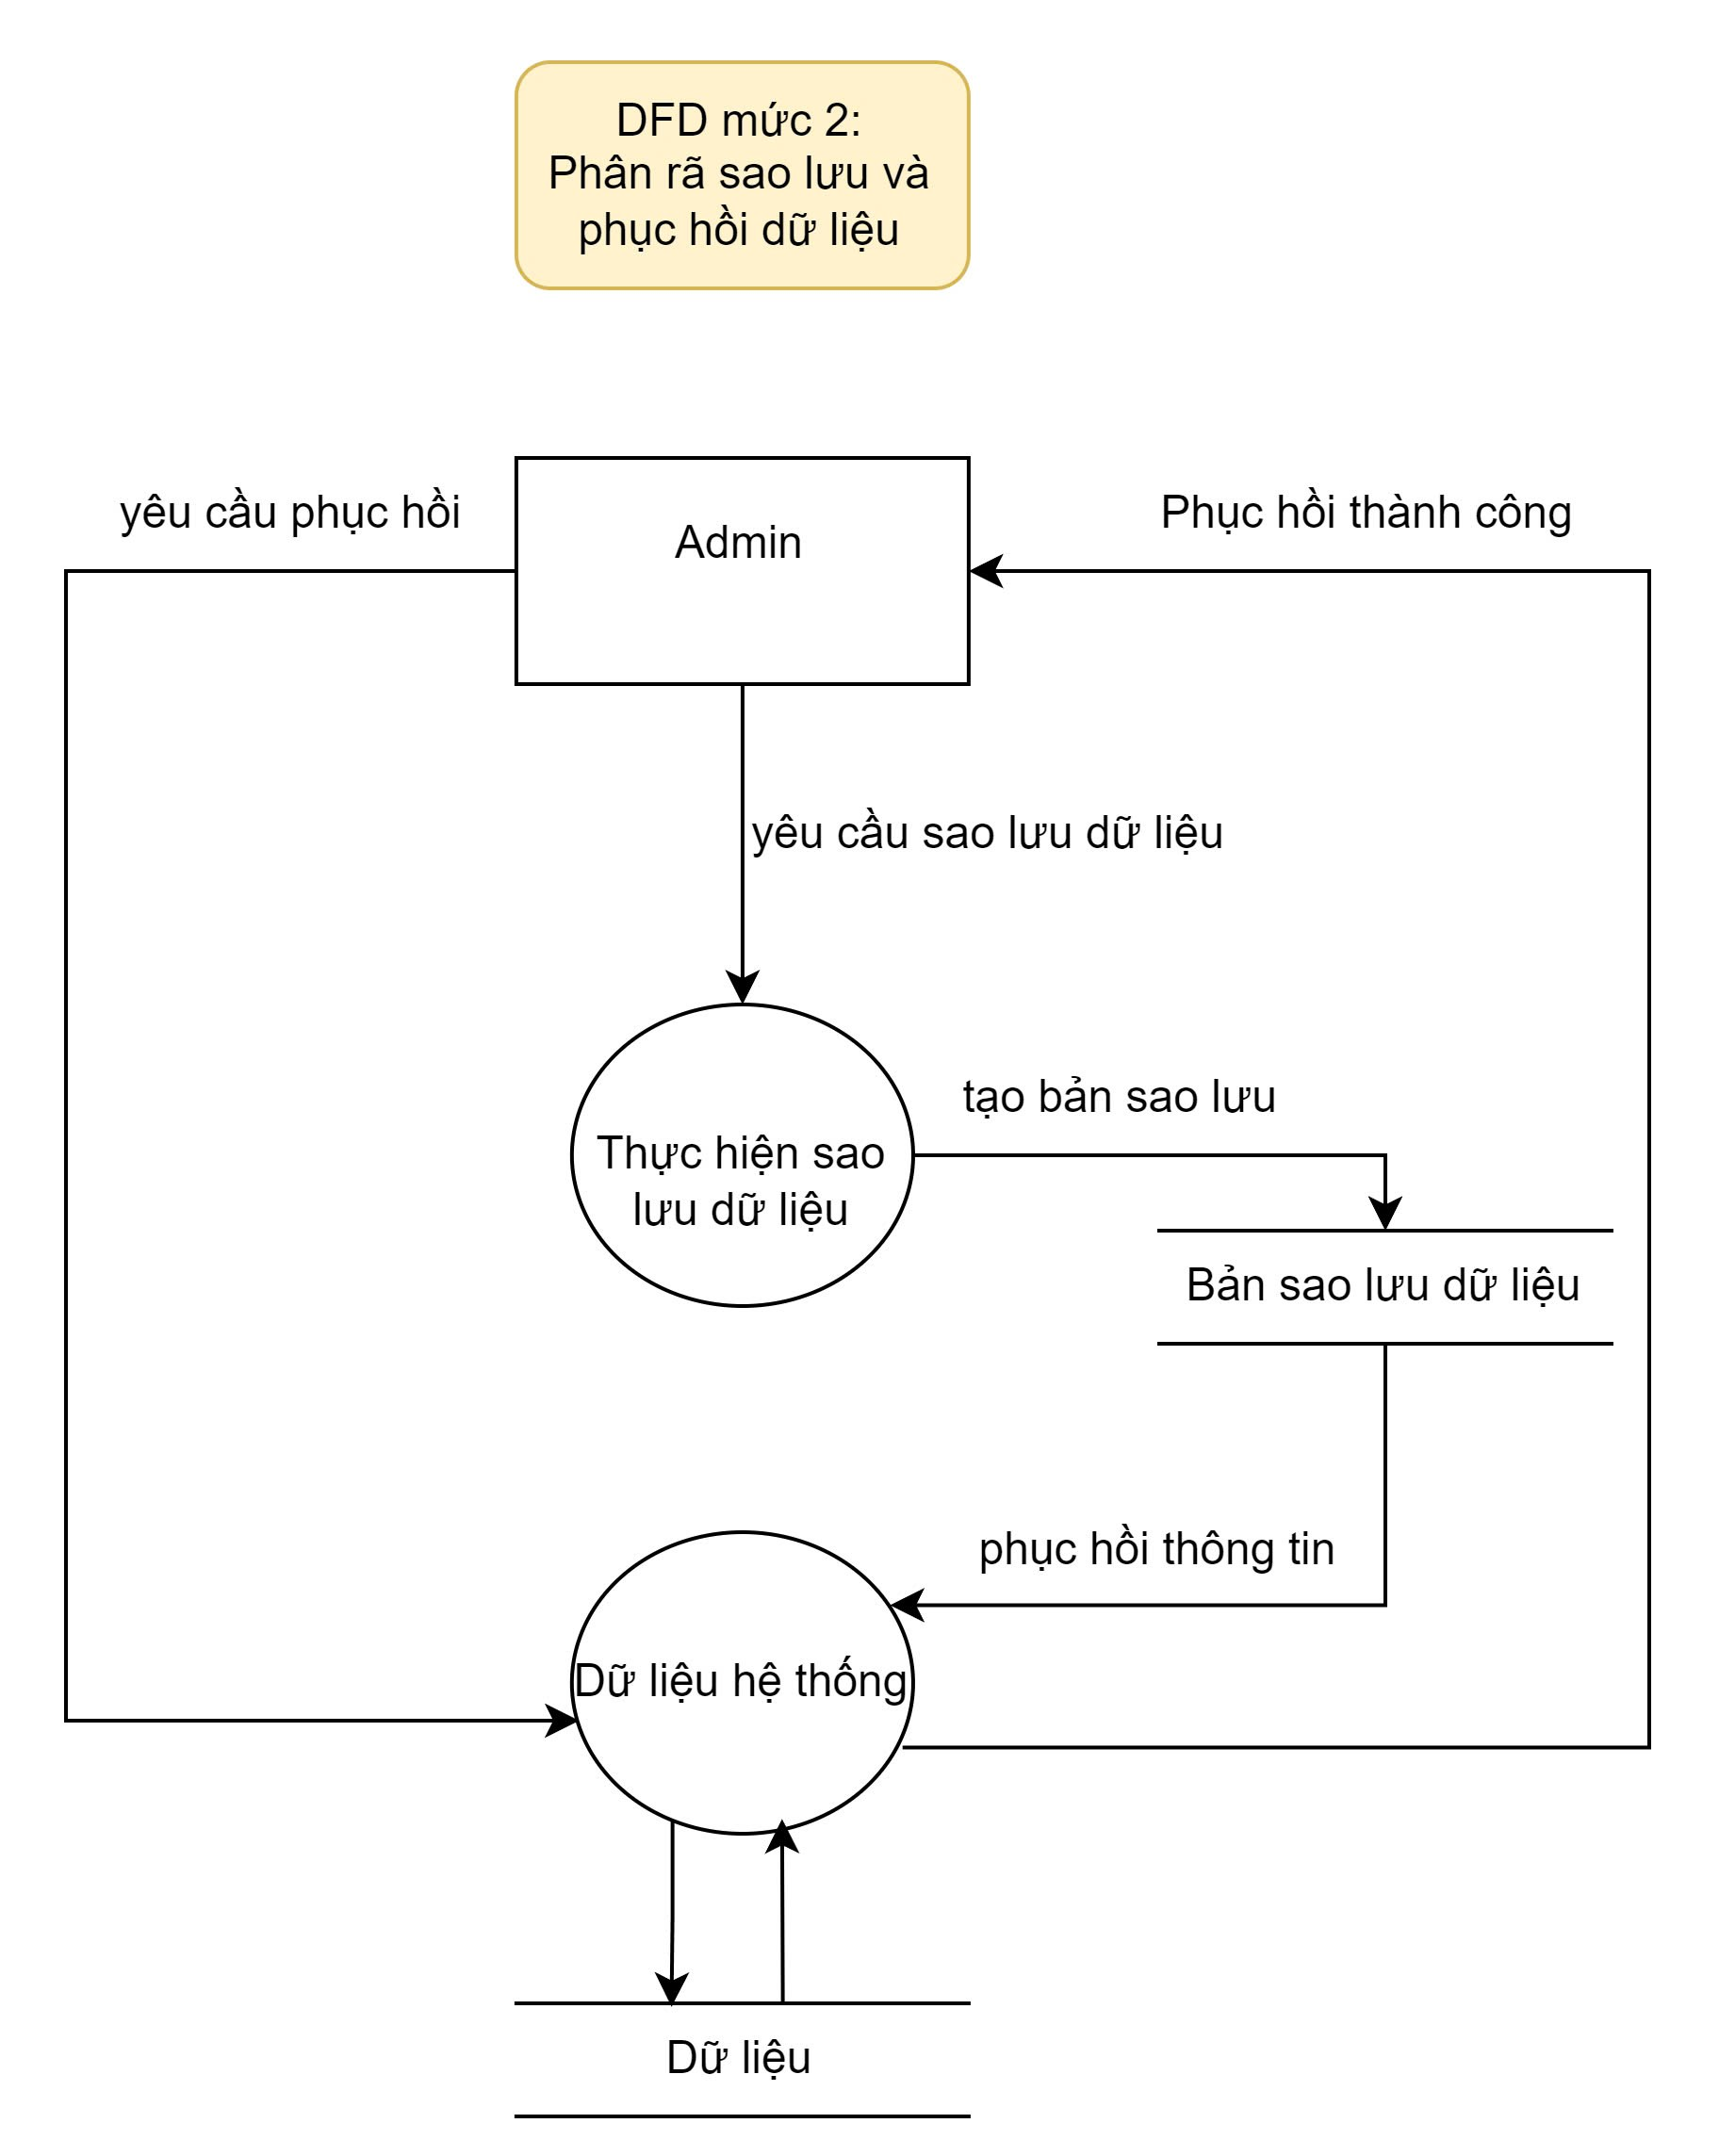 DFD mức 2:
Phân rã sao lưu và
phục hồi dữ liệu
yêu cầu phục hồi
Admin
Phục hồi thành công
yêu cầu sao lưu dữ liệu
tạo bản sao lưu
Thực hiện sao
lưu dữ liệu
Bản sao lưu dữ liệu
phục hồi thông tin
Dữ liệu hệ thống
Dữ liệu